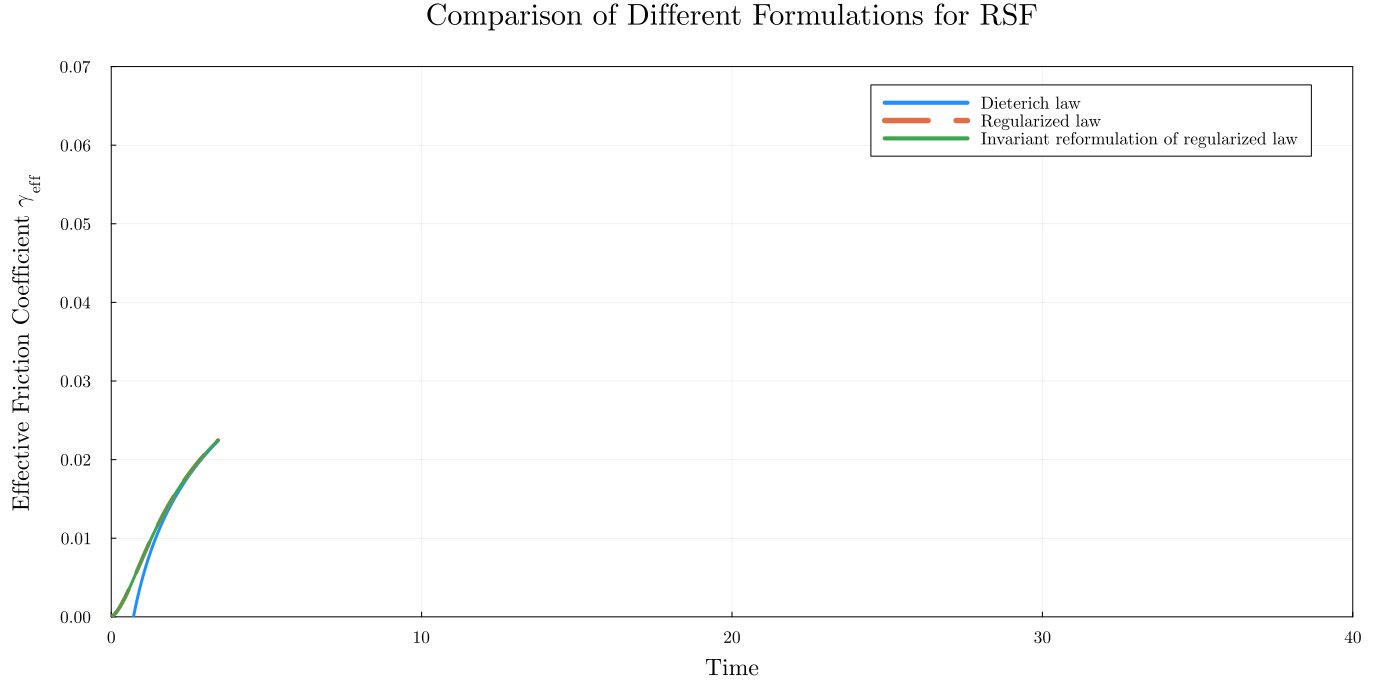 Comparison of Different Formulations for RSF
0.07
0.06
0.05
0.04
0.03
0.02
0.01
0.00
Effective Friction Coefficient γeff
Dieterich law
Regularized law
Invariant reformulation of regularized law
0 10 20 30 40
Time